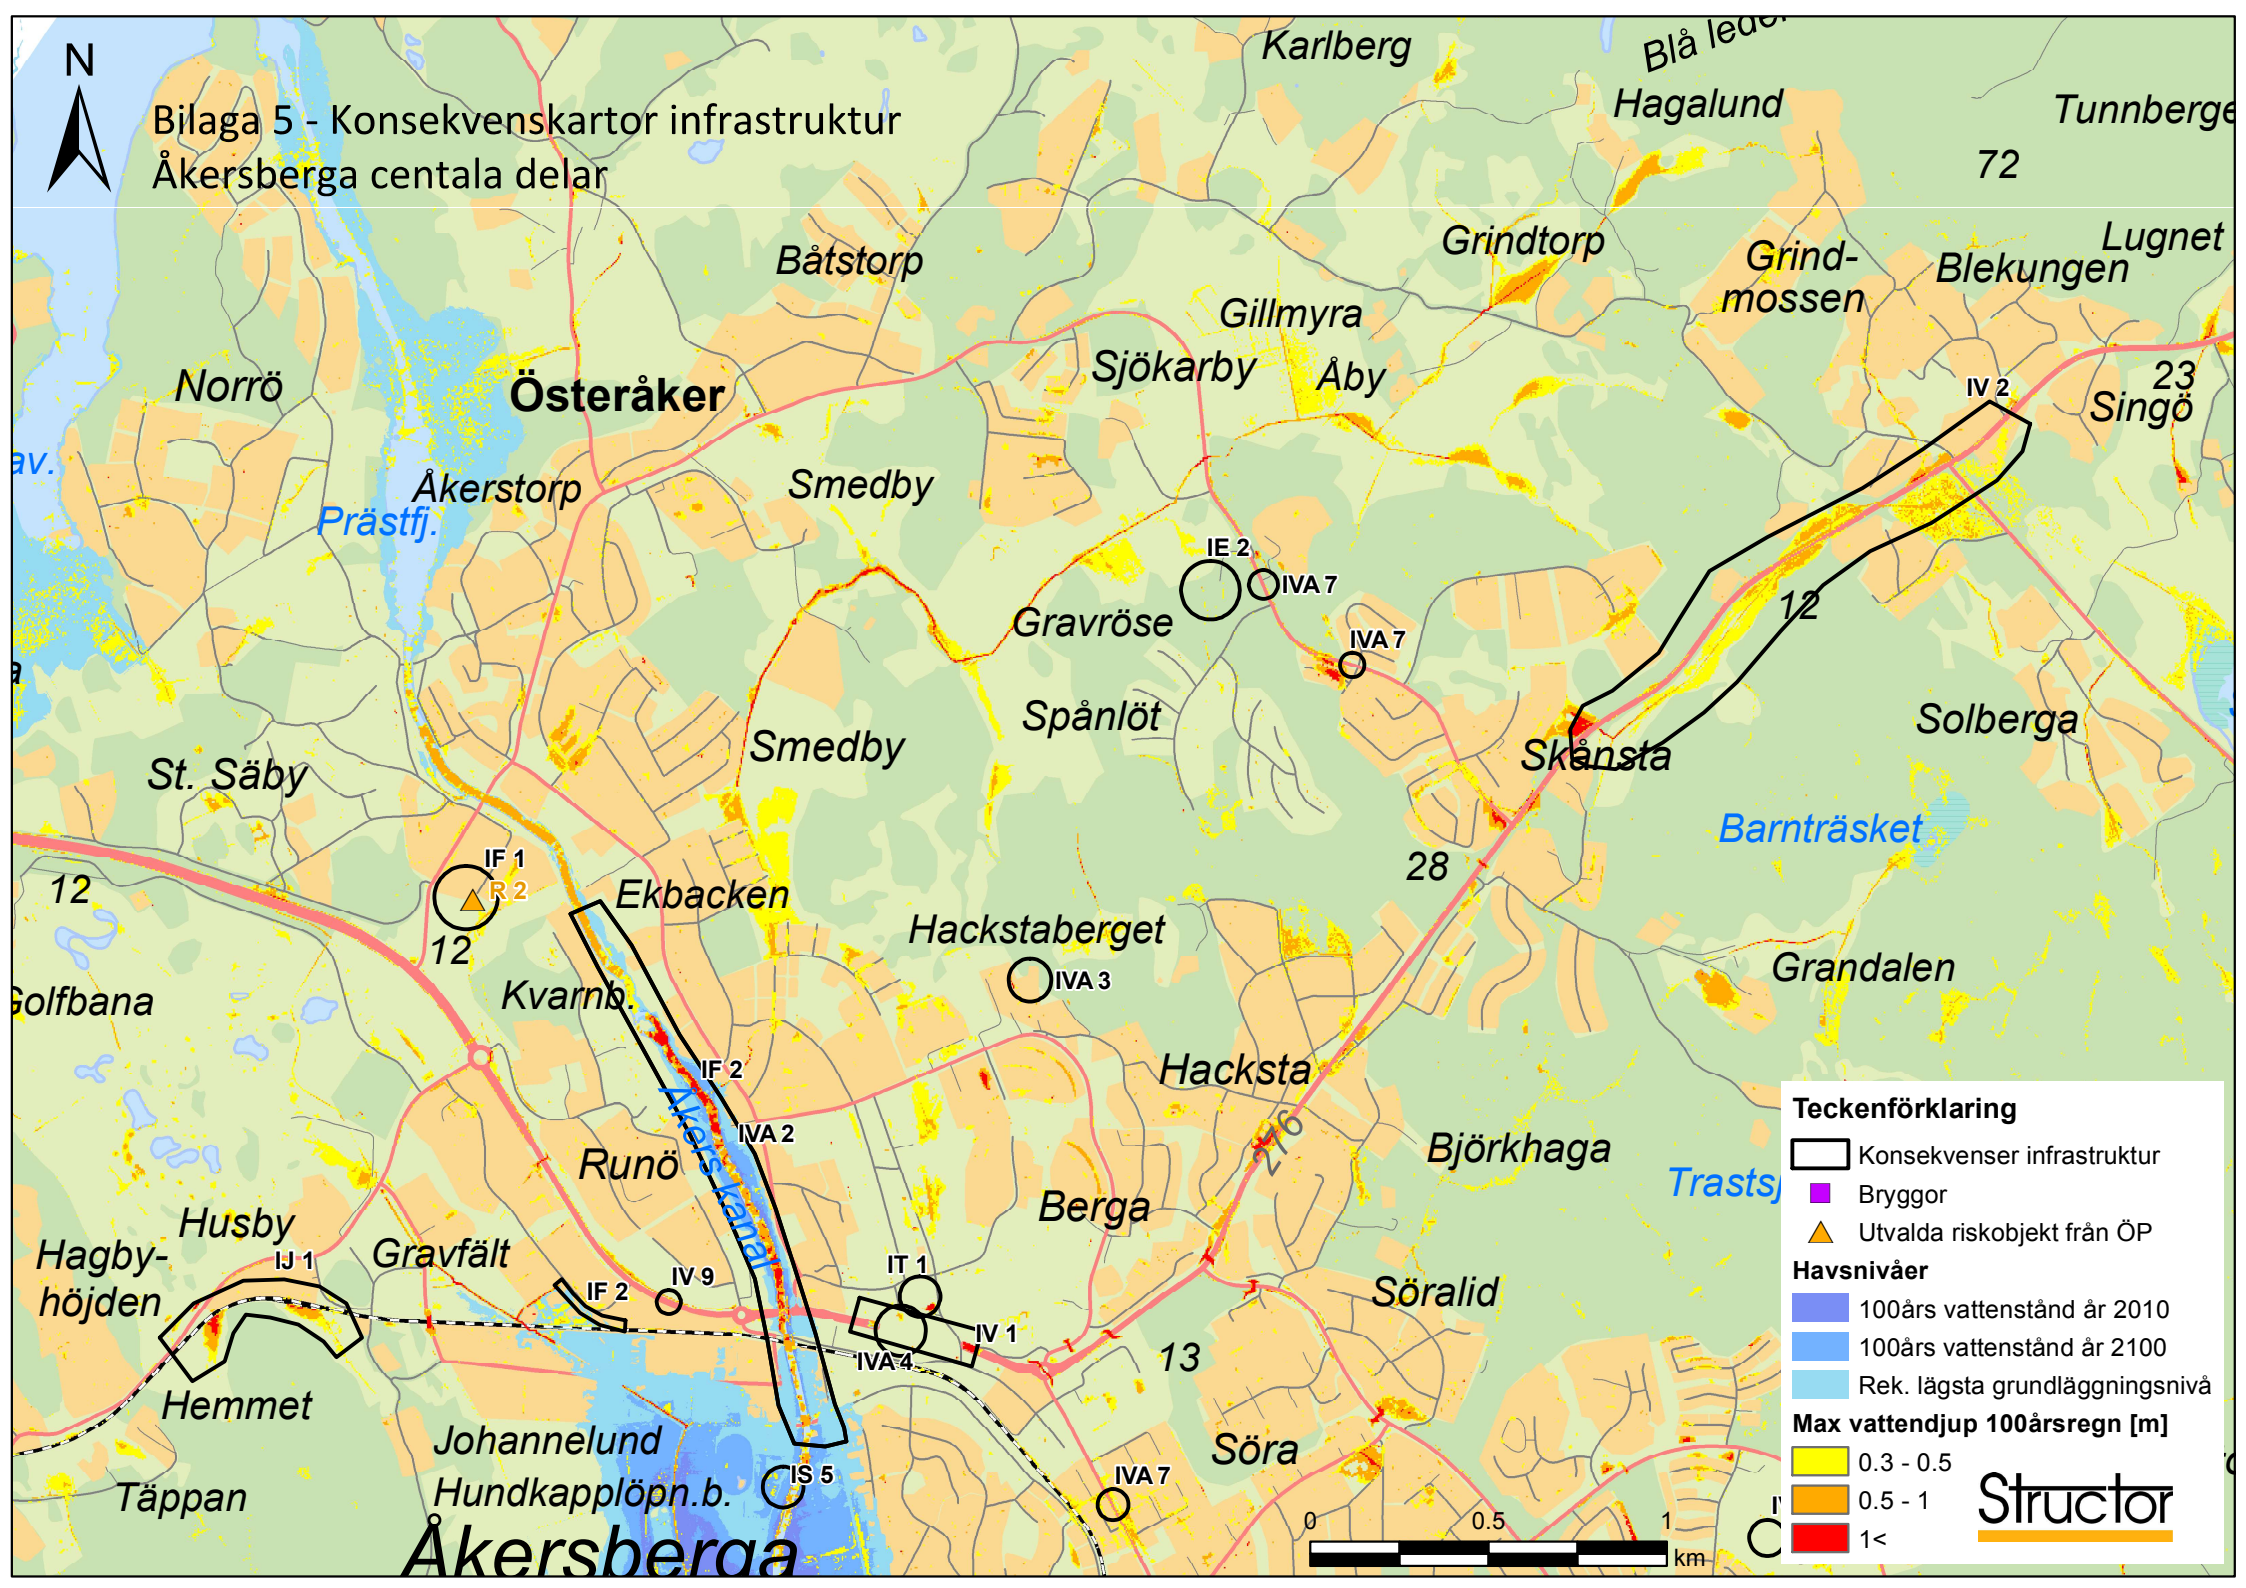 N
Bilaga 5 - Konsekvenskartor infrastruktur
Åkersberga centala delar
Karlberg
Blå leden
Hagalund
Tunnberge
72
Lugnet
Grindtorp
Grind-
mossen
Blekungen
Båtstorp
Gillmyra
Sjökarby
Åby
23
Singö
IV 2
Norrö
Österåker
av.
Åkerstorp
Prästfj.
Smedby
IE 2
IVA 7
12
Gravröse
IVA 7
a
Spånlöt
Solberga
Smedby
Skånsta
St. Säby
Barnträsket
28
12
IF 1
R 2
Ekbacken
12
Hackstaberget
IVA 3
Grandalen
Kvarnb.
Golfbana
IF 2
Hacksta
276
Åkers kanal
IVA 2
Runö
Björkhaga
Trastsj
Berga
Husby
Hagby-
höjden
IJ 1
Gravfält
IF 2
IV 9
IT 1
Söralid
IV 1
IVA 4
13
Hemmet
Johannelund
Söra
Täppan
Hundkapplöpn.b.
IS 5
IVA 7
Åkersberga
0 0.5 1
km
Teckenförklaring
Konsekvenser infrastruktur
Bryggor
Utvalda riskobjekt från ÖP
Havsnivåer
100års vattenstånd år 2010
100års vattenstånd år 2100
Rek. lägsta grundläggningsnivå
Max vattendjup 100årsregn [m]
0.3 - 0.5
0.5 - 1
1<
Structor